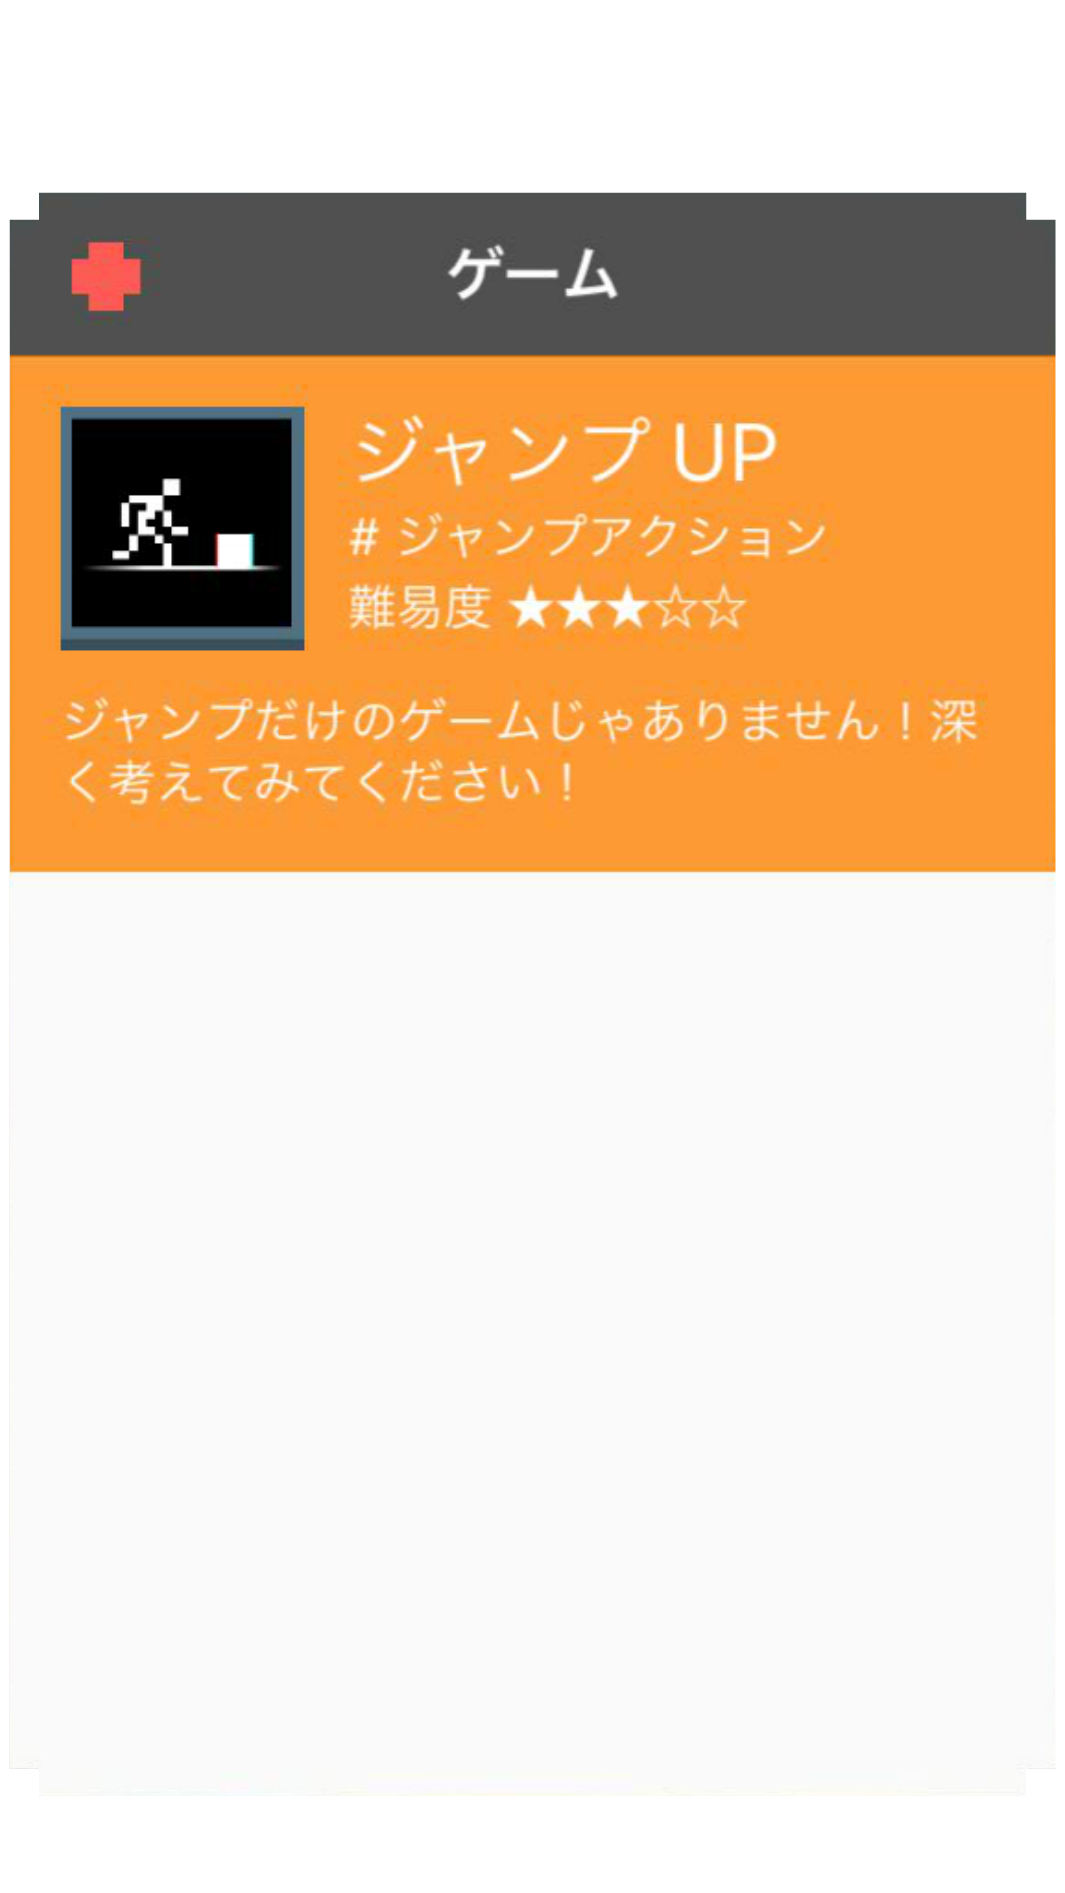 ゲーム
ジャンプ UP
# ジャンプアクション
難易度 ★★★☆☆
ジャンプだけのゲームじゃありません！深
く考えてみてください！